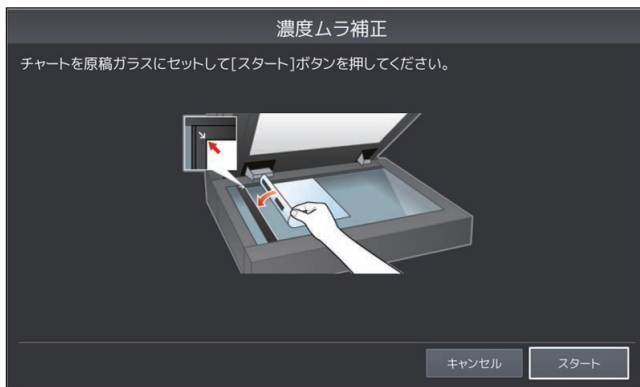 濃度ムラ補正
チャートを原稿ガラスにセットして[スタート]ボタンを押してください。
キャンセル
スタート